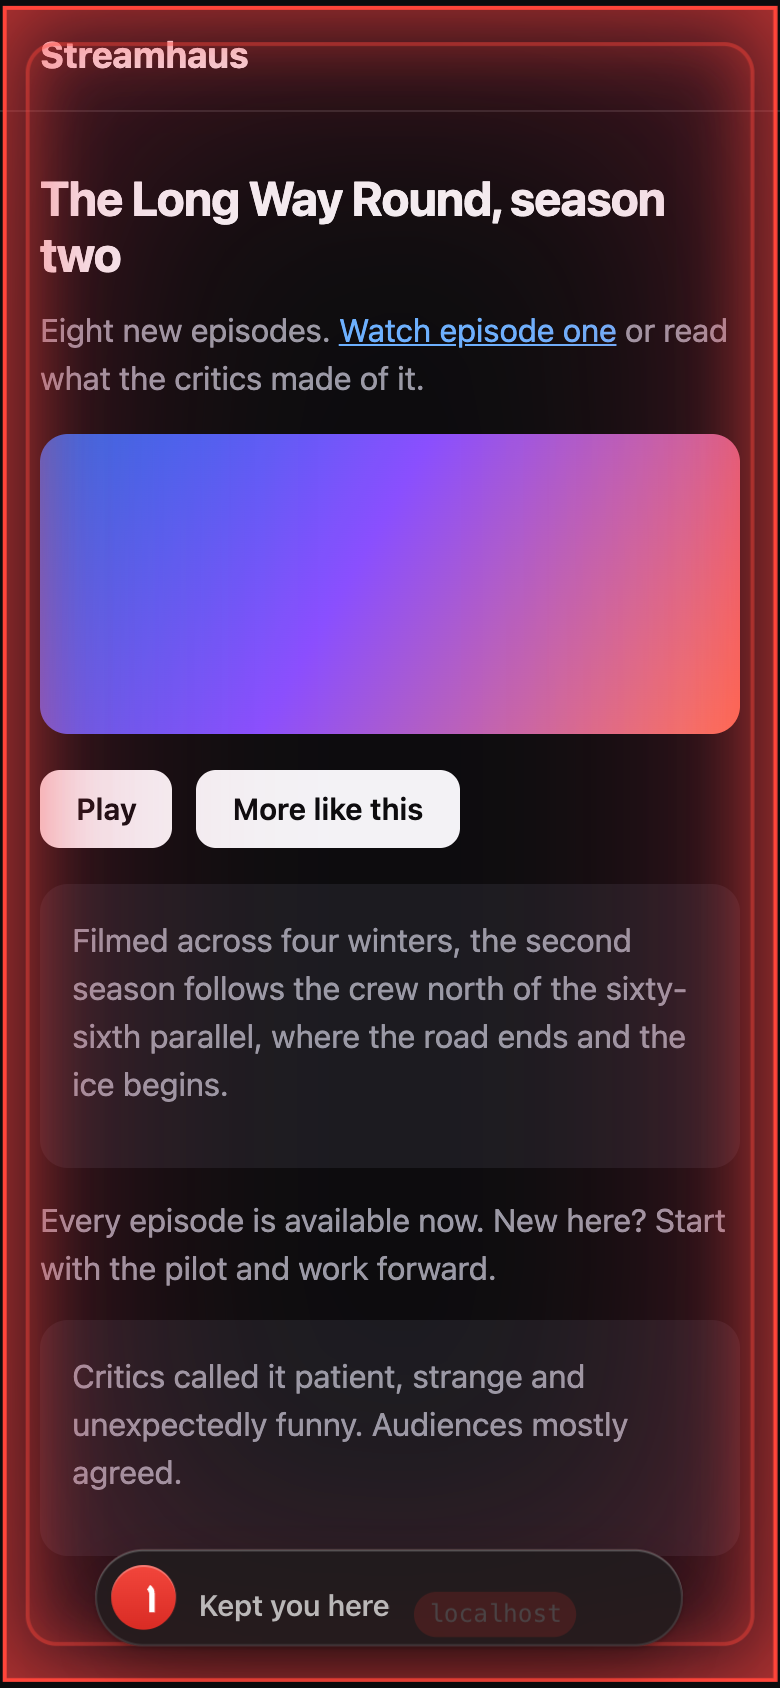 Streamhaus
The Long Way Round, season
two
Eight new episodes. Watch episode one or read
what the critics made of it.
Play
More like this
Filmed across four winters, the second
season follows the crew north of the sixty-
sixth parallel, where the road ends and the
ice begins.
Every episode is available now. New here? Start
with the pilot and work forward.
Critics called it patient, strange and
unexpectedly funny. Audiences mostly
agreed.
Kept you here
localhost